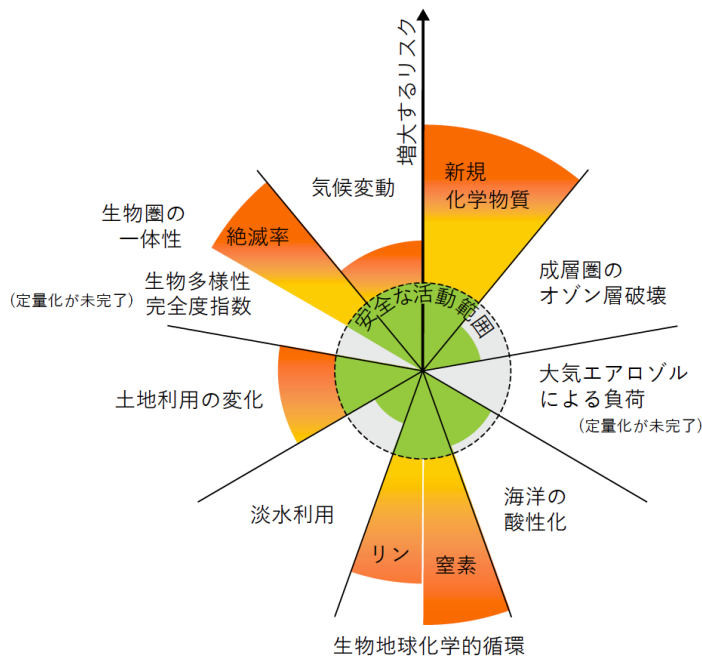 増大するリスク
新規
化学物質
気候変動
生物圏の
一体性
絶滅率
生物多様性
完全度指数
(定量化が未完了)
安全な活動範囲
成層圏の
オゾン層破壊
大気エアロゾル
による負荷
(定量化が未完了)
土地利用の変化
海洋の
酸性化
淡水利用
リン
窒素
生物地球化学的循環